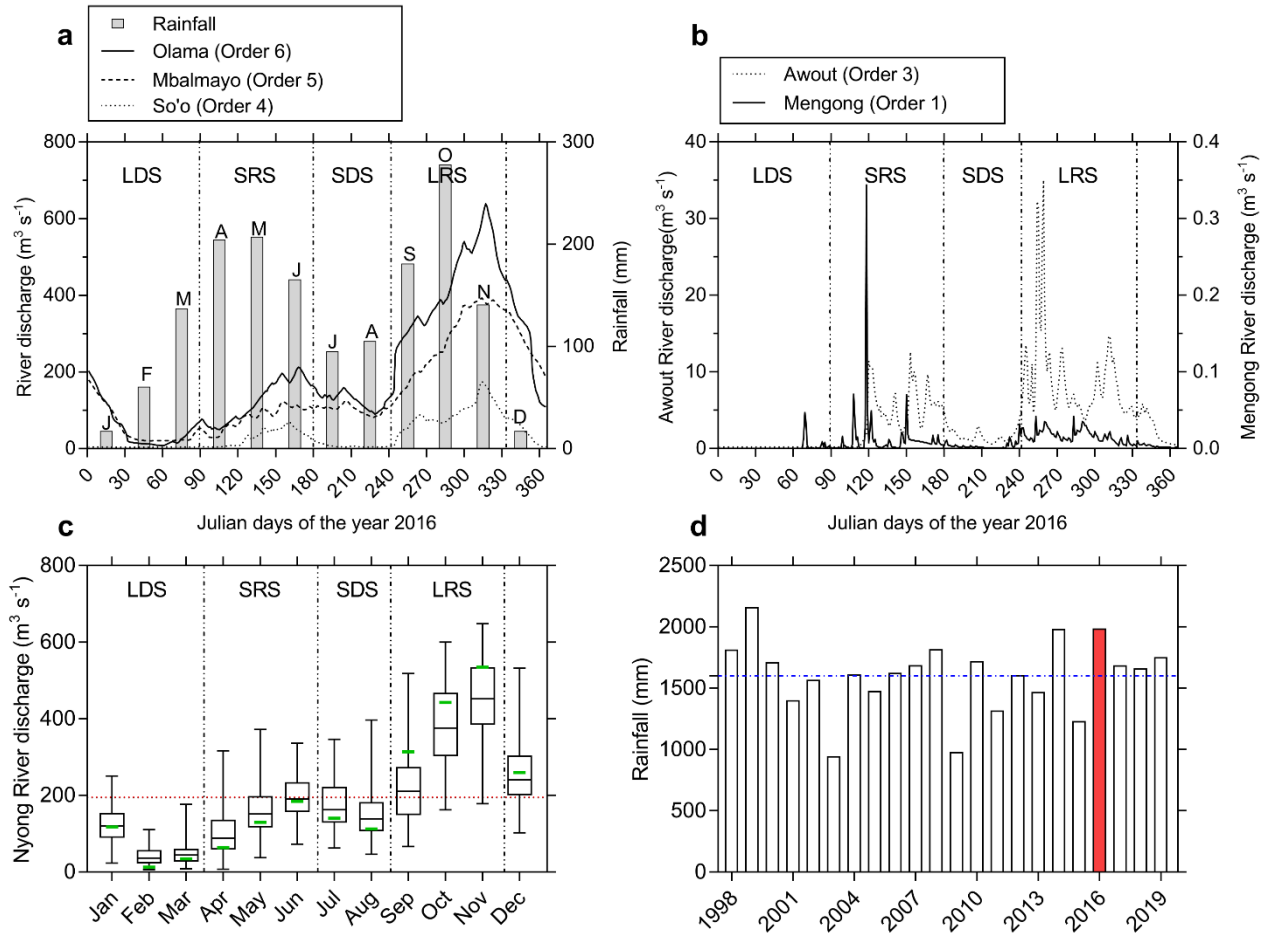 a
Rainfall
Olama (Order 6)
Mbalmayo (Order 5)
So'o (Order 4)
800
600
400
200
0
River discharge (m³ s⁻¹)
300
200
100
0
Rainfall (mm)
LDS
SRS
SDS
LRS
J
F
M
A
M
J
J
A
S
O
N
D
0
30
60
90
120
150
180
210
240
270
300
330
360
Julian days of the year 2016
b
Awout (Order 3)
Mengong (Order 1)
40
30
20
10
0
Awout River discharge(m³ s⁻¹)
0.4
0.3
0.2
0.1
0.0
Mengong River discharge (m³ s⁻¹)
LDS
SRS
SDS
LRS
0
30
60
90
120
150
180
210
240
270
300
330
360
Julian days of the year 2016
c
800
600
400
200
0
Nyong River discharge (m³ s⁻¹)
LDS
SRS
SDS
LRS
Jan
Feb
Mar
Apr
May
Jun
Jul
Aug
Sep
Oct
Nov
Dec
d
2500
2000
1500
1000
500
0
Rainfall (mm)
1998
2001
2004
2007
2010
2013
2016
2019